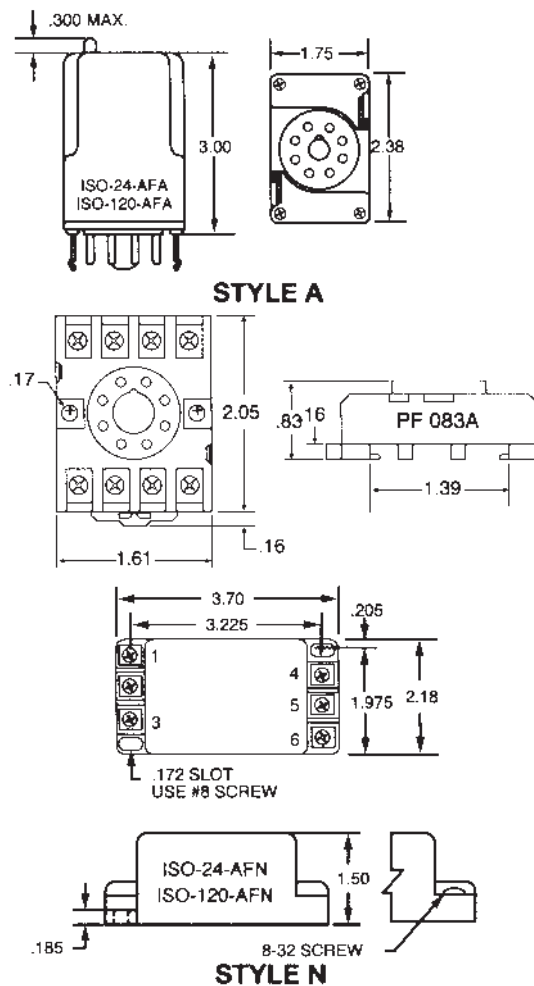 .300 MAX.
1.75
3.00
2.38
ISO-24-AFA
ISO-120-AFA
STYLE A
.17
2.05
.83
.16
PF 083A
1.39
1.61
.16
3.70
.205
3.225
1
4
1.975
2.18
5
3
6
.172 SLOT
USE #8 SCREW
ISO-24-AFN
ISO-120-AFN
1.50
.185
8-32 SCREW
STYLE N